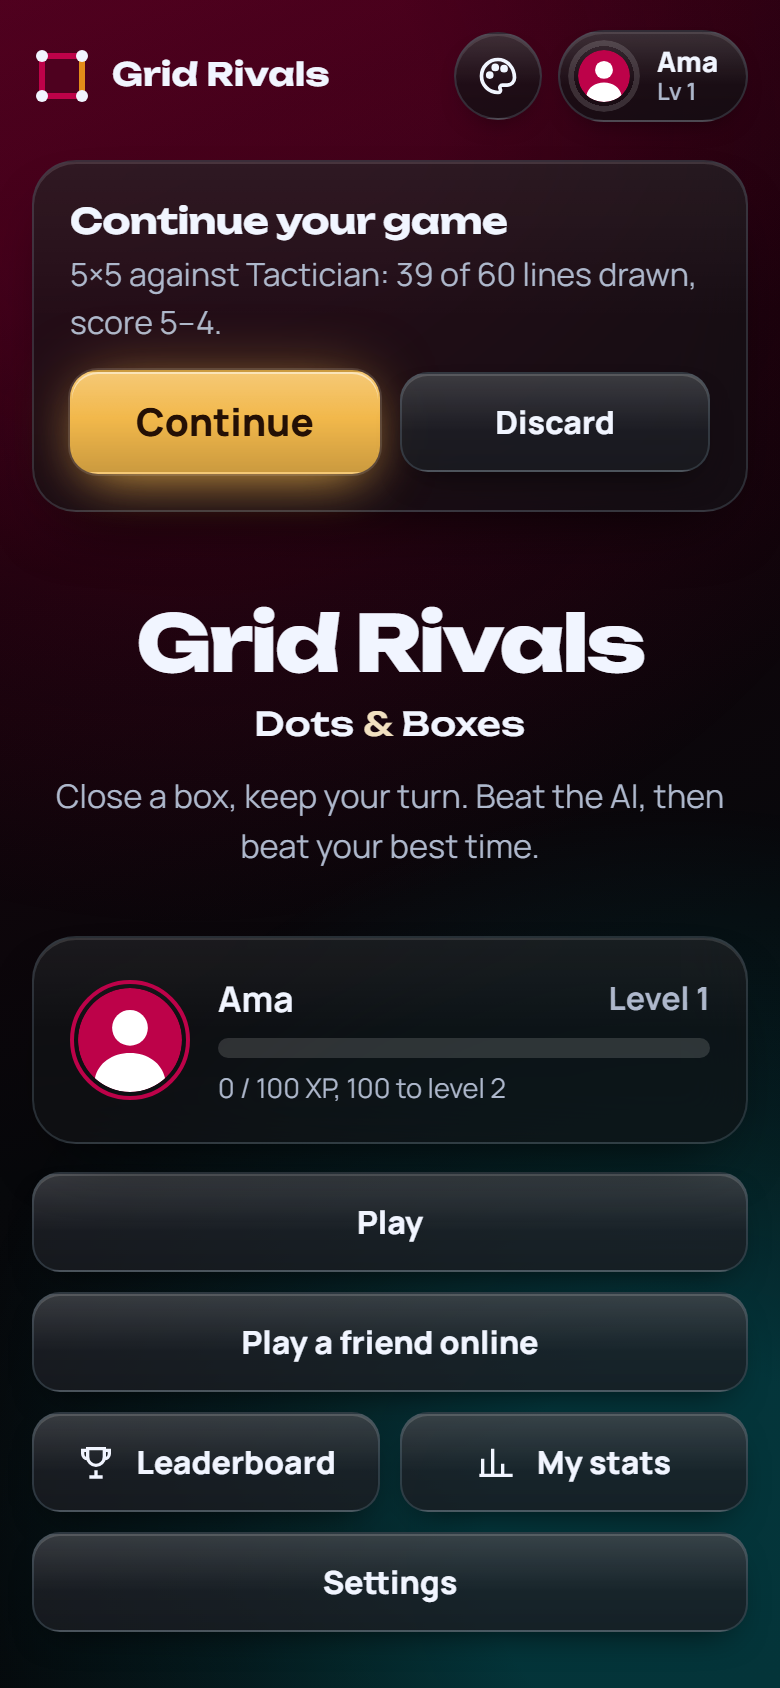 Grid Rivals
Ama
Lv 1
Continue your game
5×5 against Tactician: 39 of 60 lines drawn,
score 5–4.
Continue
Discard
Grid Rivals
Dots & Boxes
Close a box, keep your turn. Beat the AI, then
beat your best time.
Ama
Level 1
0 / 100 XP, 100 to level 2
Play
Play a friend online
Leaderboard
My stats
Settings